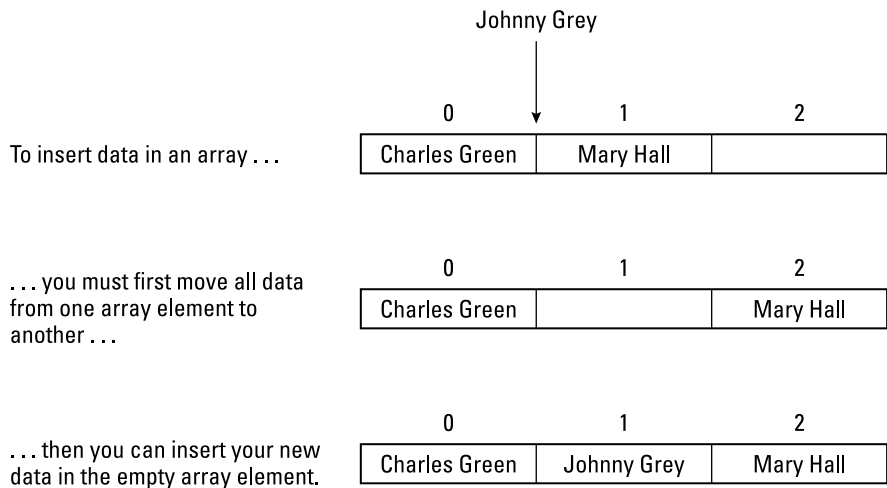 Johnny Grey
0 1 2
To insert data in an array . . .
Charles Green Mary Hall
. . . you must first move all data
from one array element to
another . . .
0 1 2
Charles Green Mary Hall
0 1 2
. . . then you can insert your new
data in the empty array element.
Charles Green Johnny Grey Mary Hall